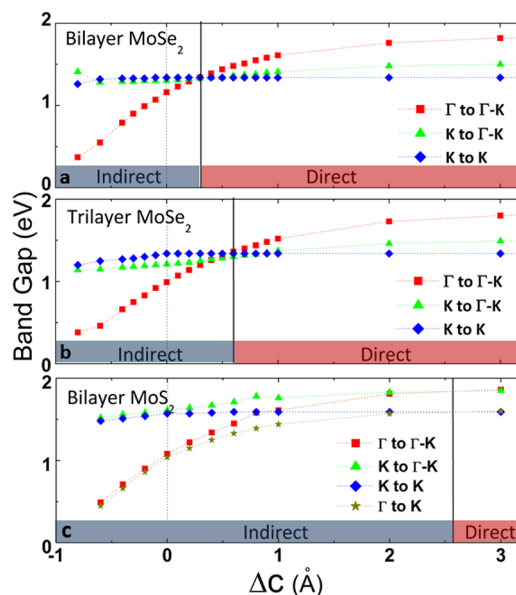 2
Bilayer MoSe2
1
Γ to Γ-K
K to Γ-K
K to K
a
Indirect
Direct
0
2
Trilayer MoSe2
1
Γ to Γ-K
K to Γ-K
K to K
b
Indirect
Direct
0
2
Bilayer MoS2
1
Γ to Γ-K
K to Γ-K
K to K
Γ to K
c
Indirect
Direct
0
-1 0 1 2 3
ΔC (Å)
Band Gap (eV)